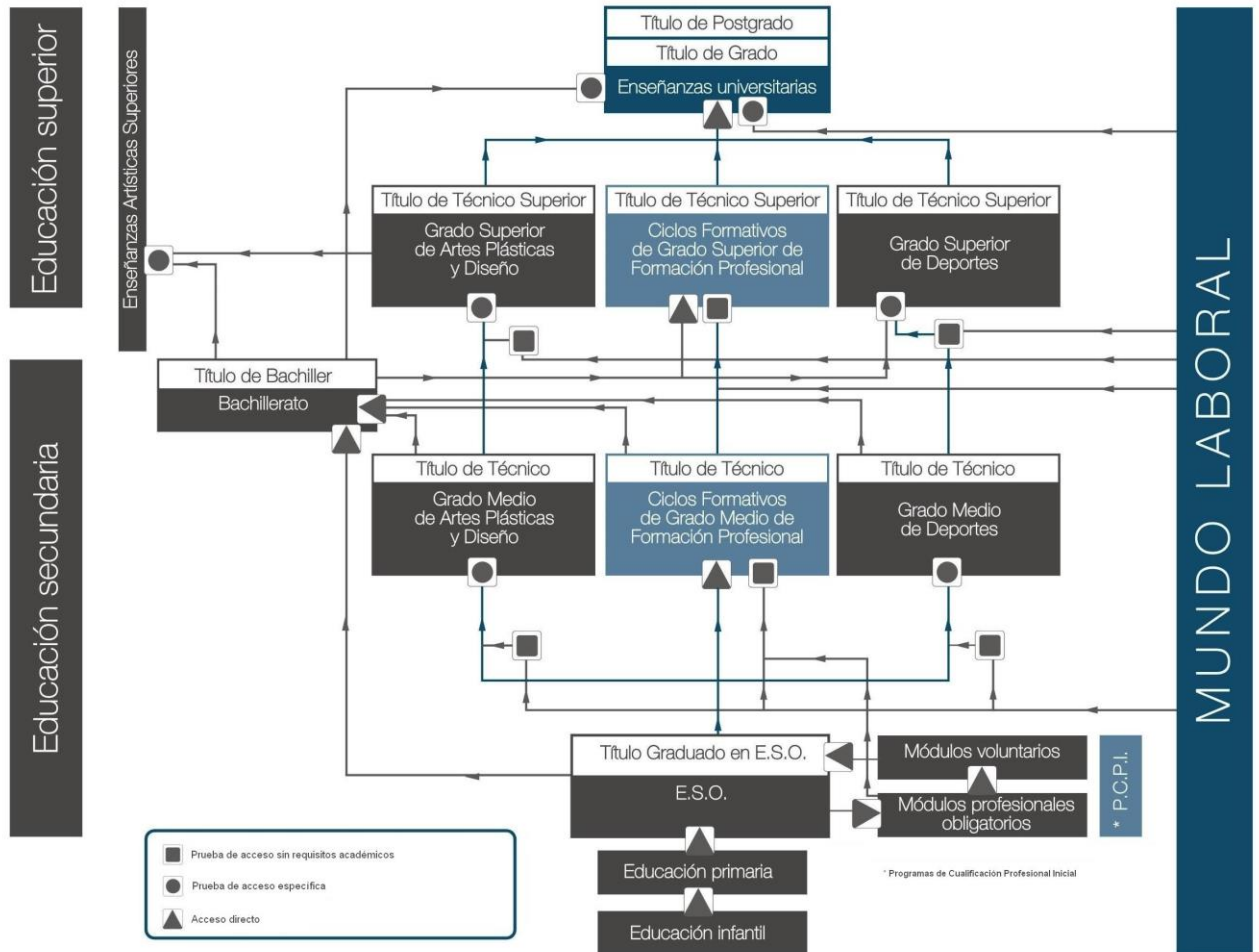 Educación superior
Enseñanzas Artísticas Superiores
Título de Postgrado
Título de Grado
Enseñanzas universitarias
Título de Técnico Superior
Grado Superior
de Artes Plásticas
y Diseño
Título de Técnico Superior
Ciclos Formativos
de Grado Superior de
Formación Profesional
Título de Técnico Superior
Grado Superior
de Deportes
MUNDO LABORAL
Educación secundaria
Título de Bachiller
Bachillerato
Título de Técnico
Grado Medio
de Artes Plásticas
y Diseño
Título de Técnico
Ciclos Formativos
de Grado Medio de
Formación Profesional
Título de Técnico
Grado Medio
de Deportes
Título Graduado en E.S.O.
E.S.O.
Módulos voluntarios
Módulos profesionales
obligatorios
* P.C.P.I.
Educación primaria
Educación infantil
* Programas de Cualificación Profesional Inicial
Prueba de acceso sin requisitos académicos
Prueba de acceso específica
Acceso directo